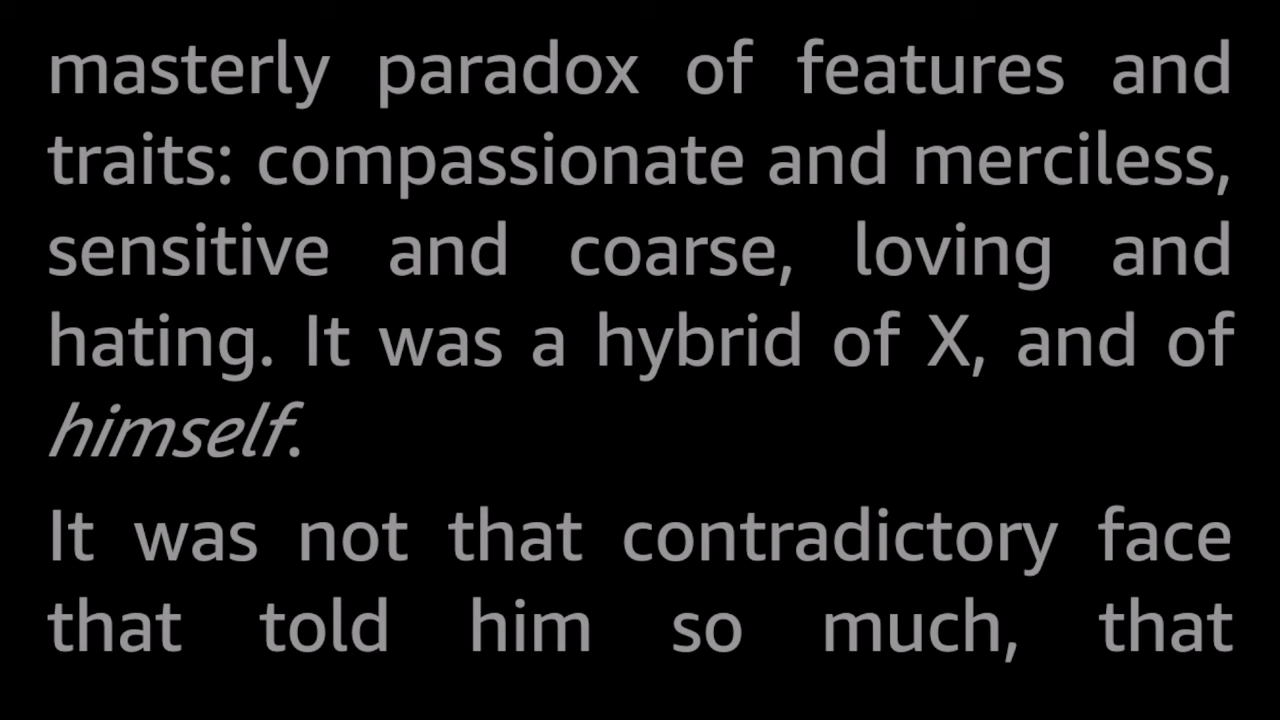 masterly paradox of features and
traits: compassionate and merciless,
sensitive and coarse, loving and
hating. It was a hybrid of X, and of
himself.
It was not that contradictory face
that told him so much, that